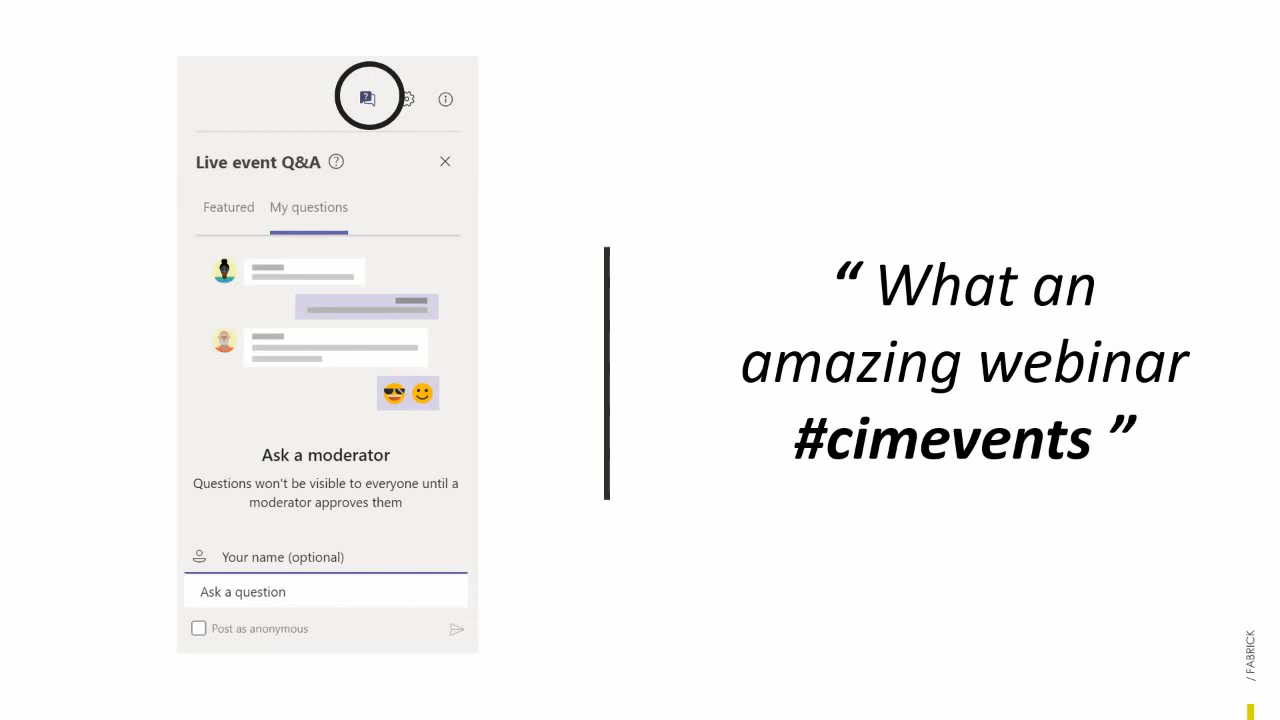 Live event Q&A
Featured My questions
Ask a moderator
Questions won't be visible to everyone until a
moderator approves them
Your name (optional)
Ask a question
Post as anonymous
“ What an
amazing webinar
#cimevents ”
/ FABRICK